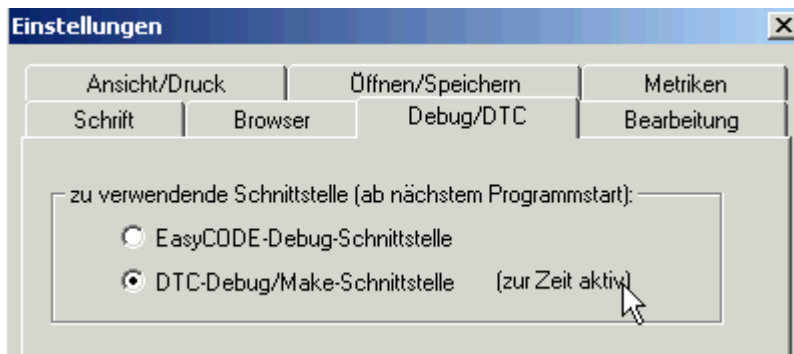 Einstellungen
Ansicht/Druck Öffnen/Speichern Metriken
Schrift Browser Debug/DTC Bearbeitung
zu verwendende Schnittstelle (ab nächstem Programmstart):
EasyCODE-Debug-Schnittstelle
DTC-Debug/Make-Schnittstelle (zur Zeit aktiv)